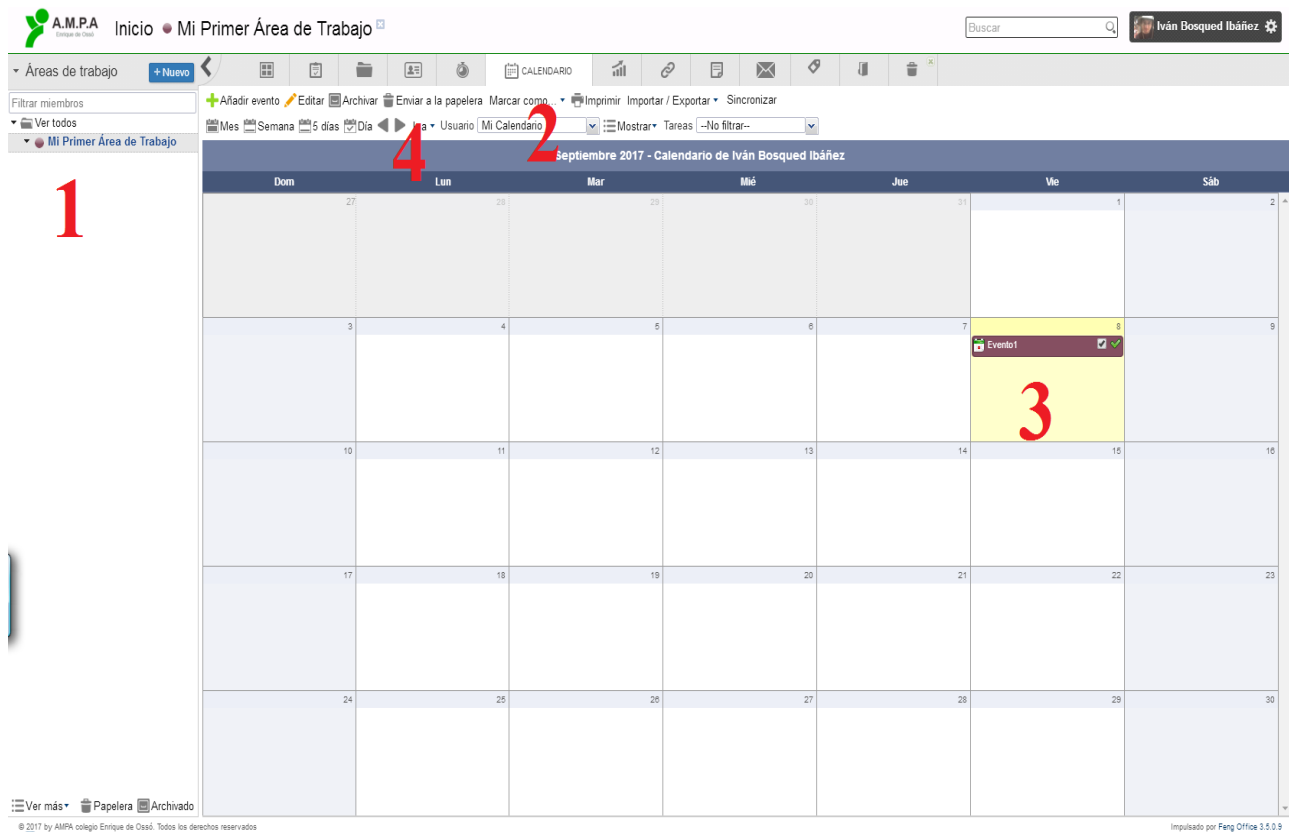 A.M.P.A
Enrique de Ossó
Inicio Mi Primer Área de Trabajo
Buscar
Iván Bosqued Ibáñez
Áreas de trabajo
+ Nuevo
CALENDARIO
Filtrar miembros
Ver todos
Mi Primer Área de Trabajo
1
Añadir evento Editar Archivar Enviar a la papelera Marcar como... Imprimir Importar / Exportar Sincronizar
Mes Semana 5 días Día Usuario Mi Calendario Mostrar Tareas --No filtrar--
4
2
Septiembre 2017 - Calendario de Iván Bosqued Ibáñez
Dom Lun Mar Mié Jue Vie Sáb
27 28 29 30 31 1 2
3 4 5 6 7 8 9
Evento1
3
10 11 12 13 14 15 16
17 18 19 20 21 22 23
24 25 26 27 28 29 30
Ver más Papelera Archivado
© 2017 by AMPA colegio Enrique de Ossó. Todos los derechos reservados
Impulsado por Feng Office 3.5.0.9